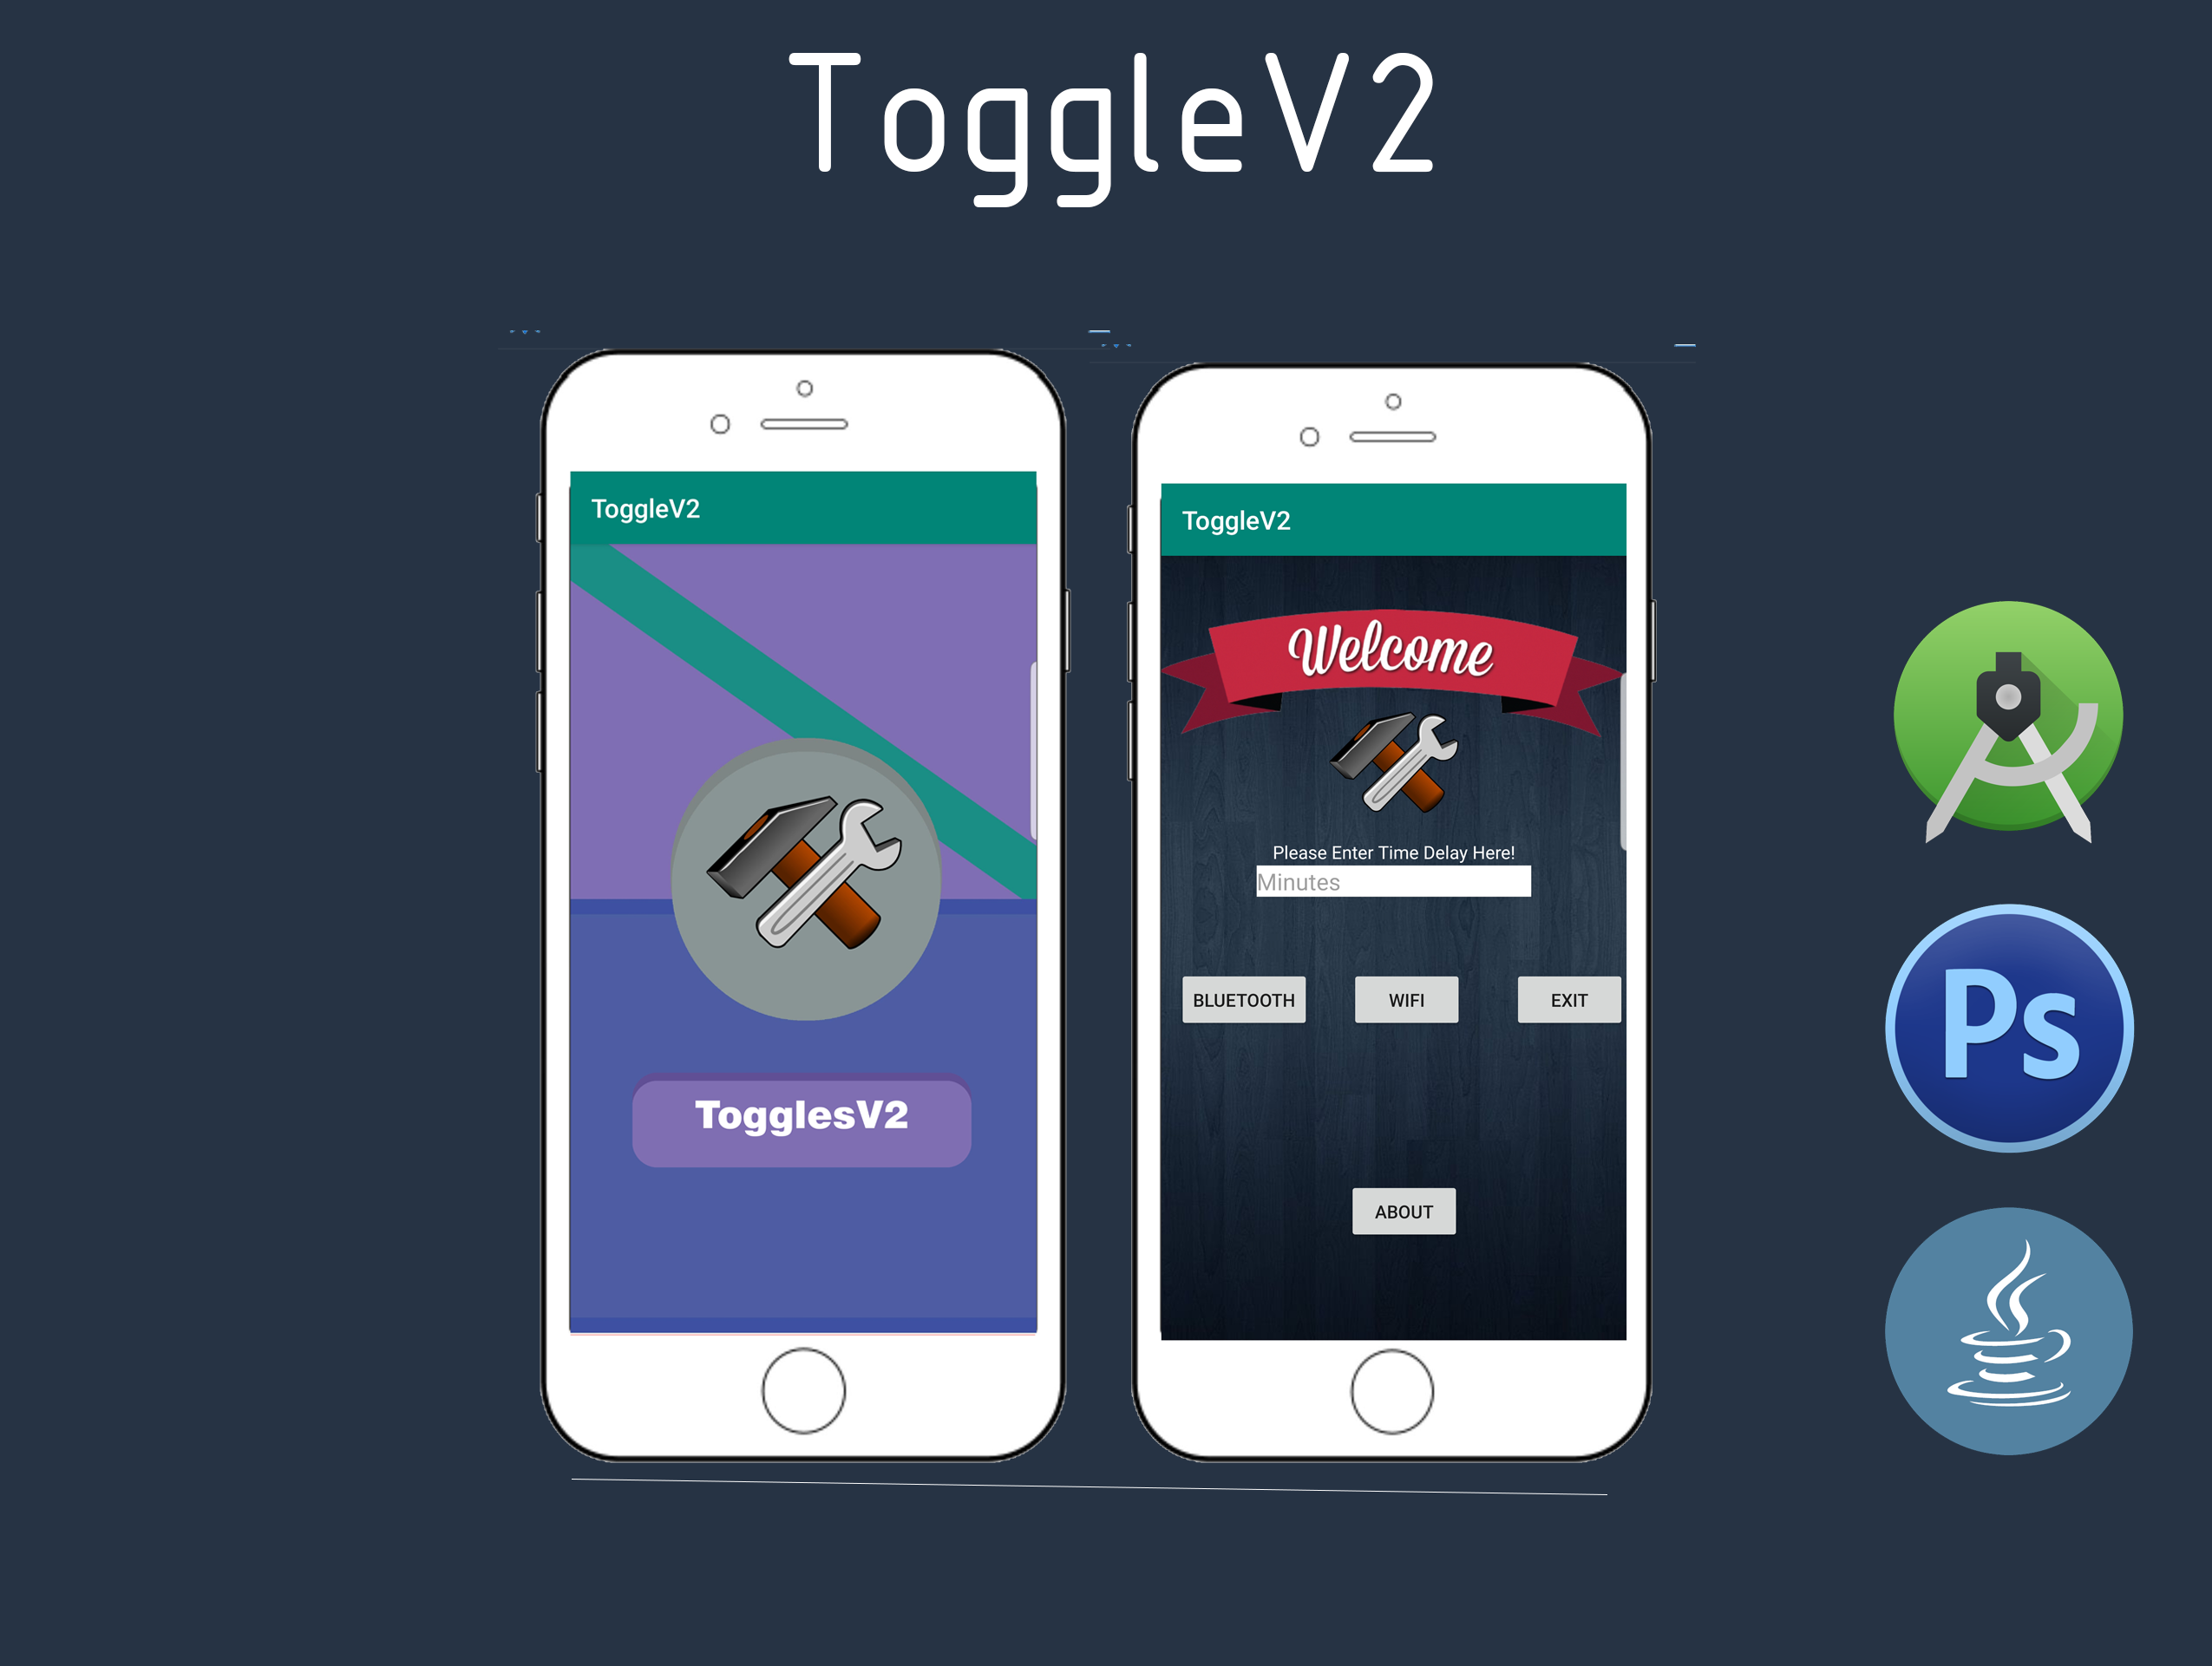 ToggleV2
ToggleV2
TogglesV2
ToggleV2
Welcome
Please Enter Time Delay Here!
Minutes
BLUETOOTH WIFI EXIT
ABOUT
Ps